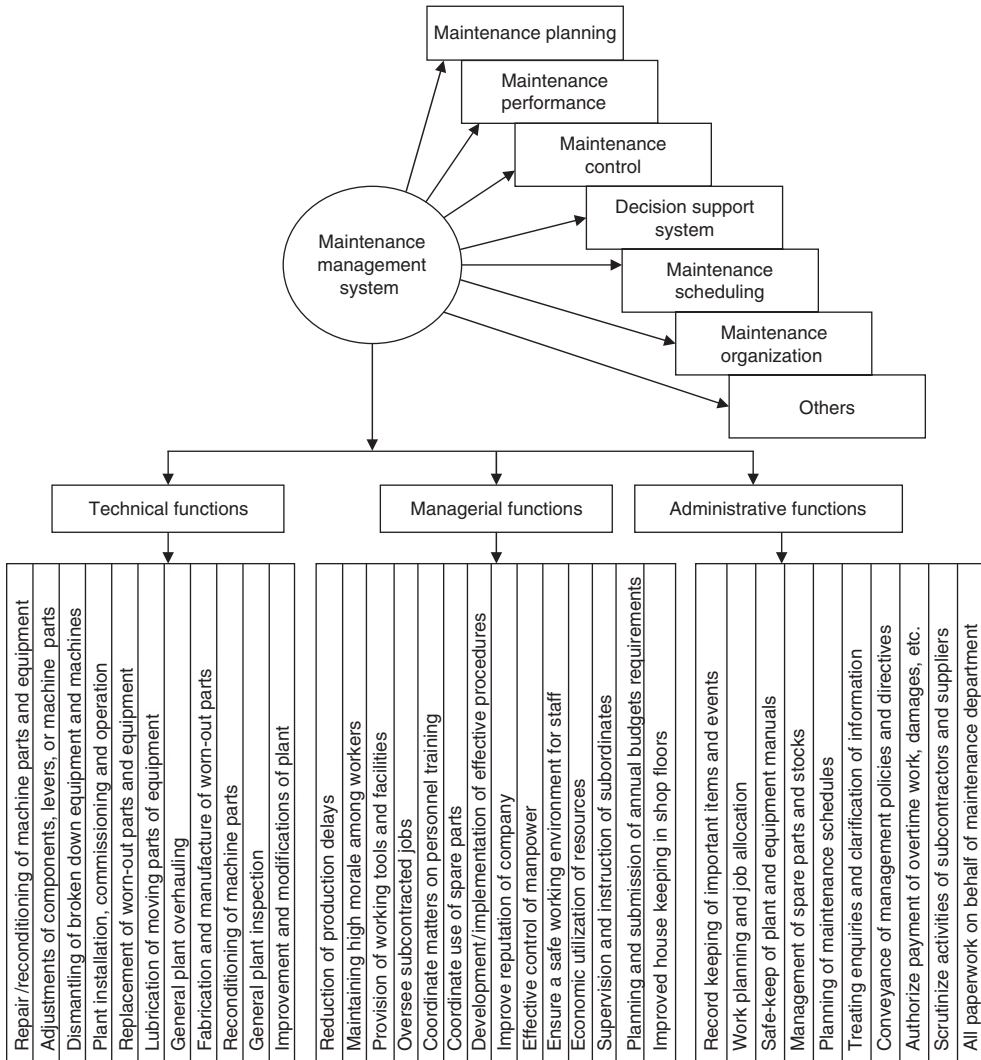 Maintenance planning
Maintenance
performance
Maintenance
control
Decision support
system
Maintenance
scheduling
Maintenance
organization
Others
Maintenance
management
system
Technical functions
Managerial functions
Administrative functions
Repair /reconditioning of machine parts and equipment
Adjustments of components, levers, or machine parts
Dismantling of broken down equipment and machines
Plant installation, commissioning and operation
Replacement of worn-out parts and equipment
Lubrication of moving parts of equipment
General plant overhauling
Fabrication and manufacture of worn-out parts
Reconditioning of machine parts
General plant inspection
Improvement and modifications of plant
Reduction of production delays
Maintaining high morale among workers
Provision of working tools and facilities
Oversee subcontracted jobs
Coordinate matters on personnel training
Coordinate use of spare parts
Development/implementation of effective procedures
Improve reputation of company
Effective control of manpower
Ensure a safe working environment for staff
Economic utilization of resources
Supervision and instruction of subordinates
Planning and submission of annual budgets requirements
Improved house keeping in shop floors
Record keeping of important items and events
Work planning and job allocation
Safe-keep of plant and equipment manuals
Management of spare parts and stocks
Planning of maintenance schedules
Treating enquiries and clarification of information
Conveyance of management policies and directives
Authorize payment of overtime work, damages, etc.
Scrutinize activities of subcontractors and suppliers
All paperwork on behalf of maintenance department